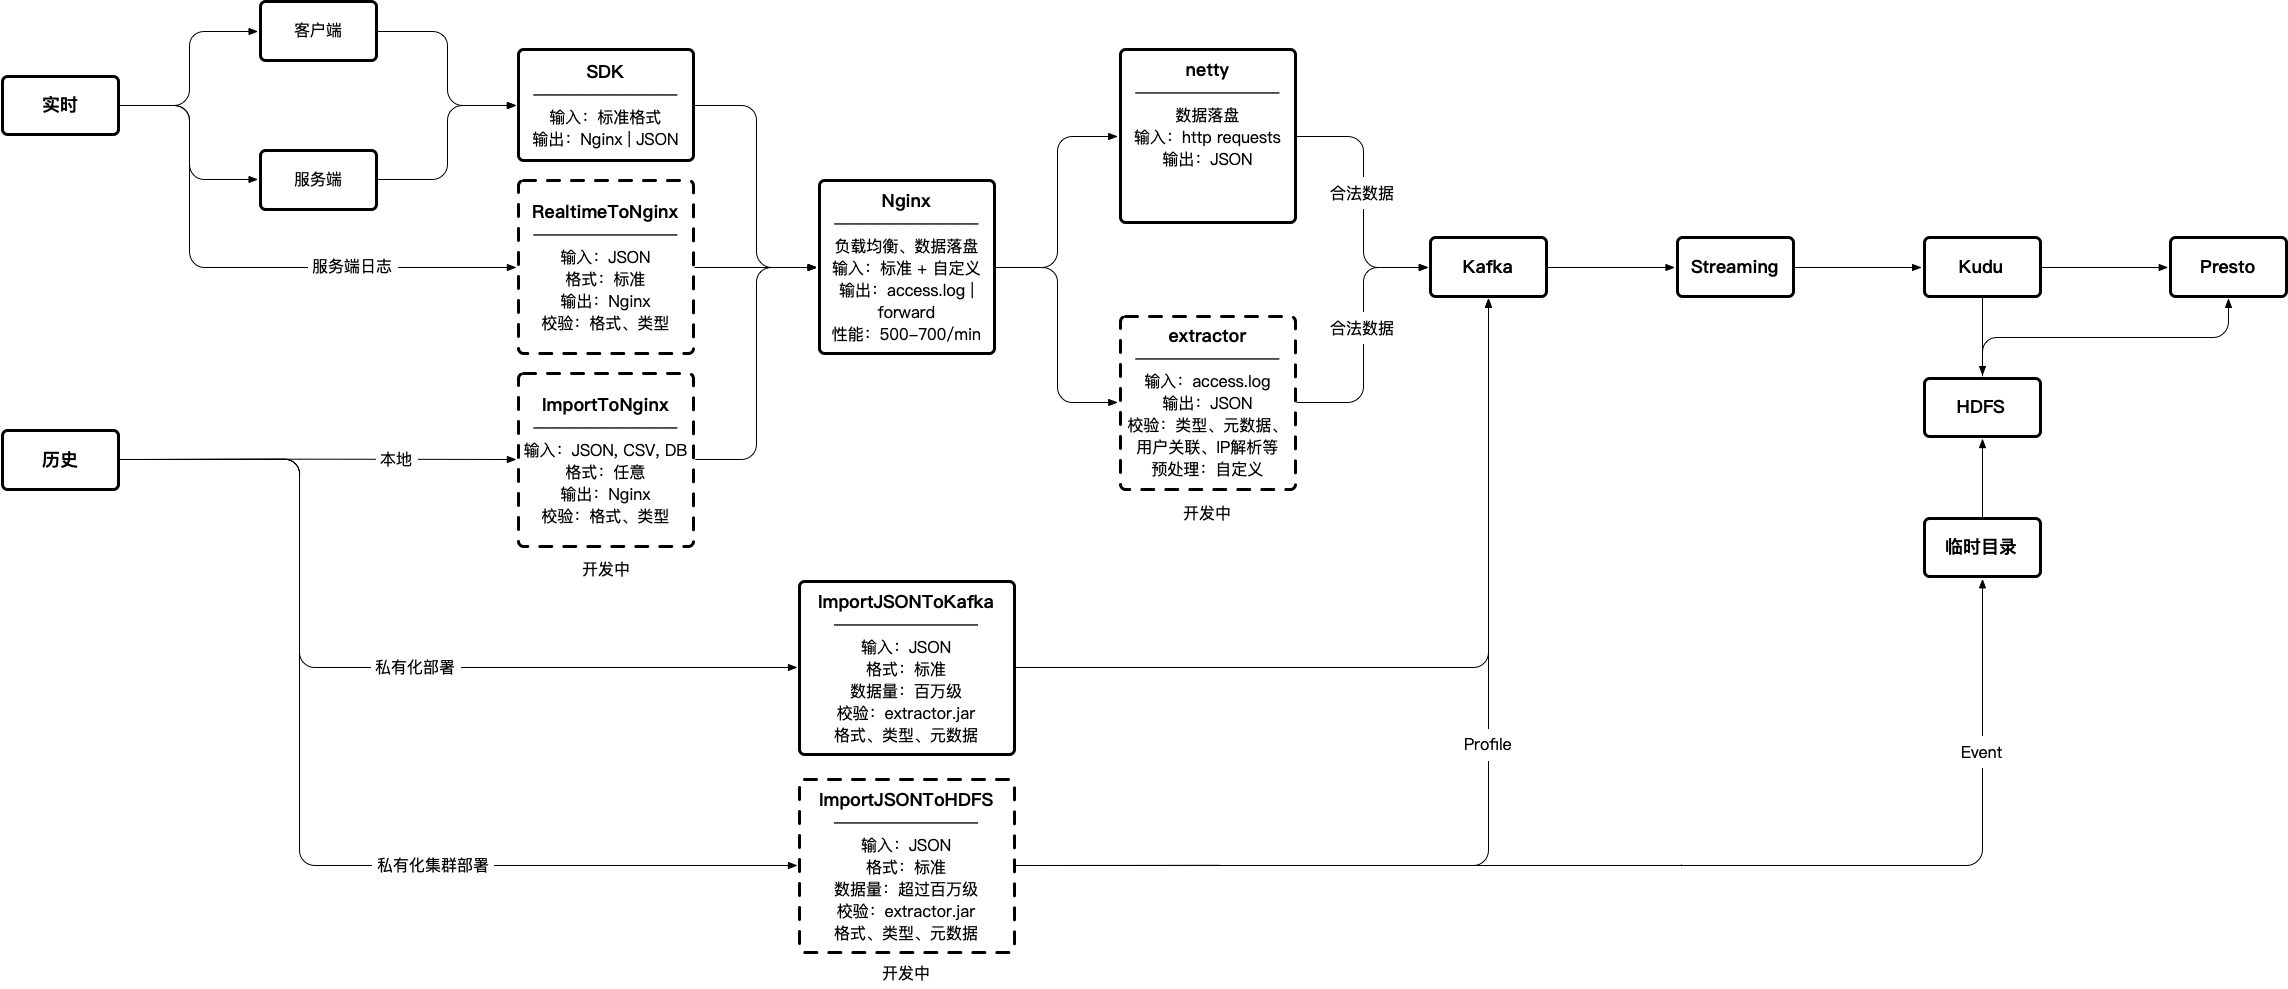 实时
客户端
服务端
服务端日志
SDK
输入：标准格式
输出：Nginx | JSON
RealtimeToNginx
输入：JSON
格式：标准
输出：Nginx
校验：格式、类型
历史
本地
ImportToNginx
输入：JSON, CSV, DB
格式：任意
输出：Nginx
校验：格式、类型
开发中
Nginx
负载均衡、数据落盘
输入：标准 + 自定义
输出：access.log |
forward
性能：500–700/min
netty
数据落盘
输入：http requests
输出：JSON
合法数据
extractor
输入：access.log
输出：JSON
校验：类型、元数据、
用户关联、IP解析等
预处理：自定义
开发中
合法数据
Kafka
Streaming
Kudu
Presto
HDFS
临时目录
私有化部署
ImportJSONToKafka
输入：JSON
格式：标准
数据量：百万级
校验：extractor.jar
格式、类型、元数据
Profile
Event
私有化集群部署
ImportJSONToHDFS
输入：JSON
格式：标准
数据量：超过百万级
校验：extractor.jar
格式、类型、元数据
开发中